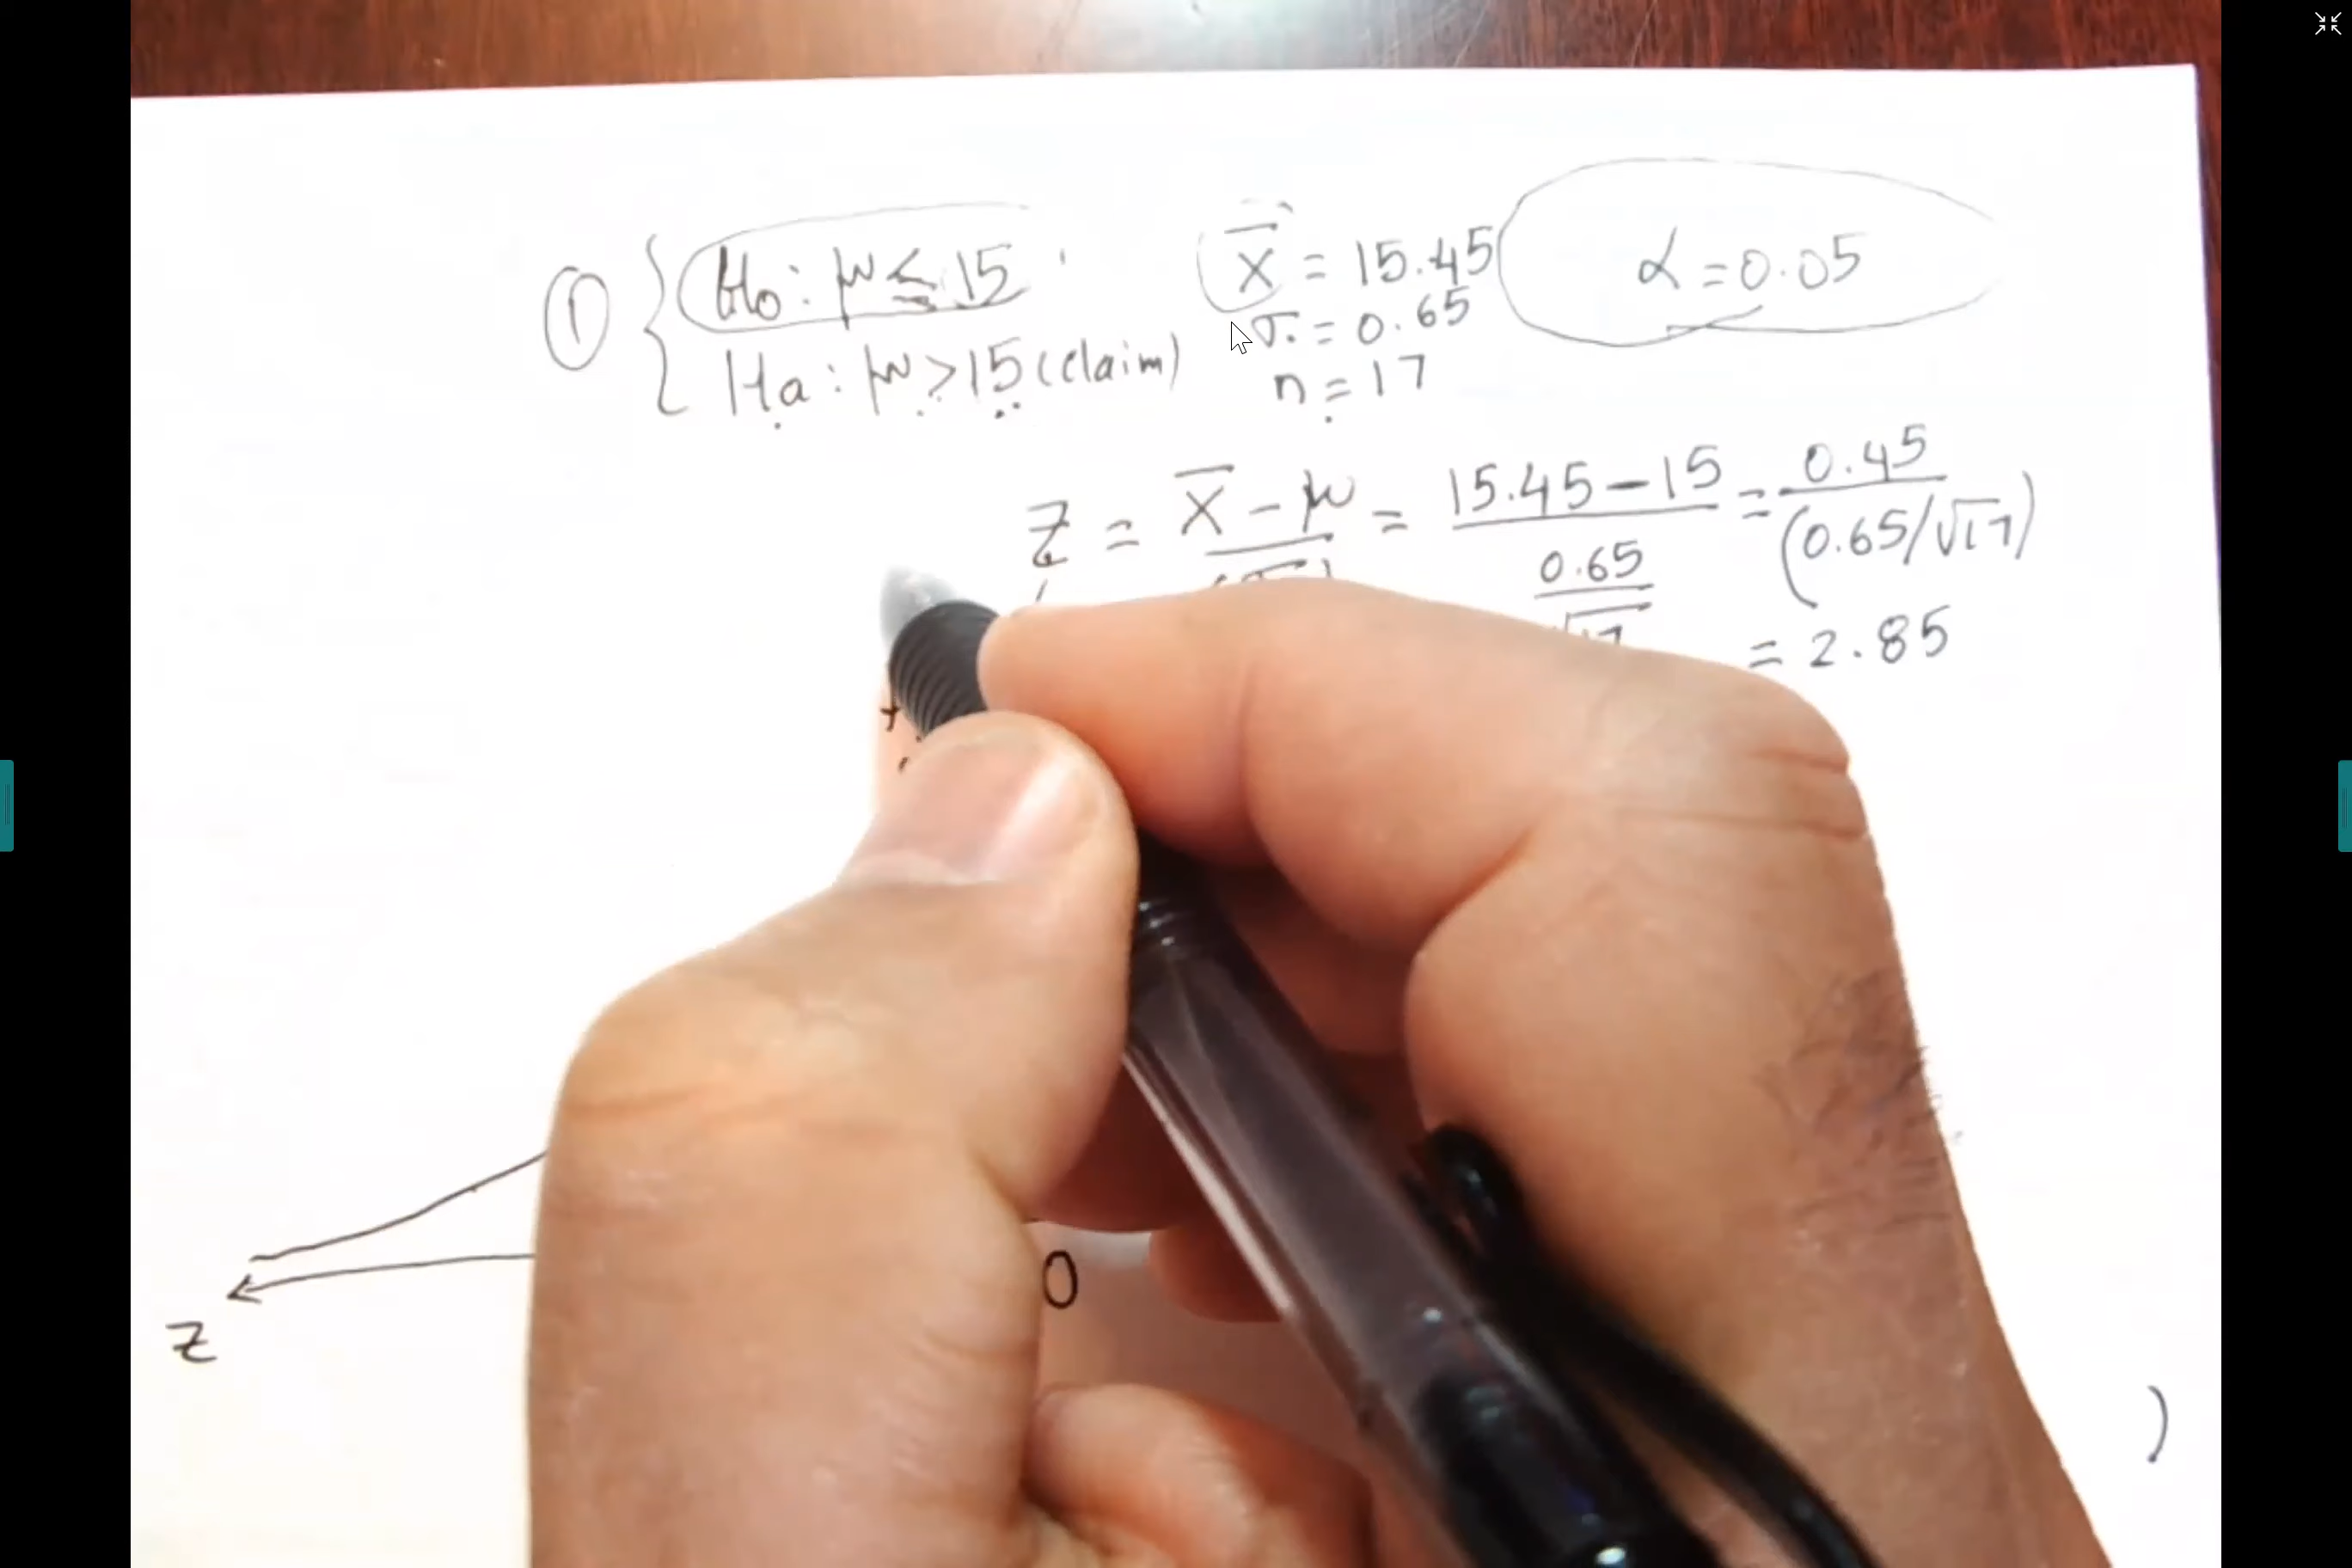 ① { H₀ : μ ≤ 15
Ha : μ > 15 (claim)
x̄ = 15.45
σ = 0.65
n = 17
α = 0.05
z = x̄ - μ = 15.45 - 15 = 0.45
0.65 (0.65/√17)
√17
= 2.85
0
z
)